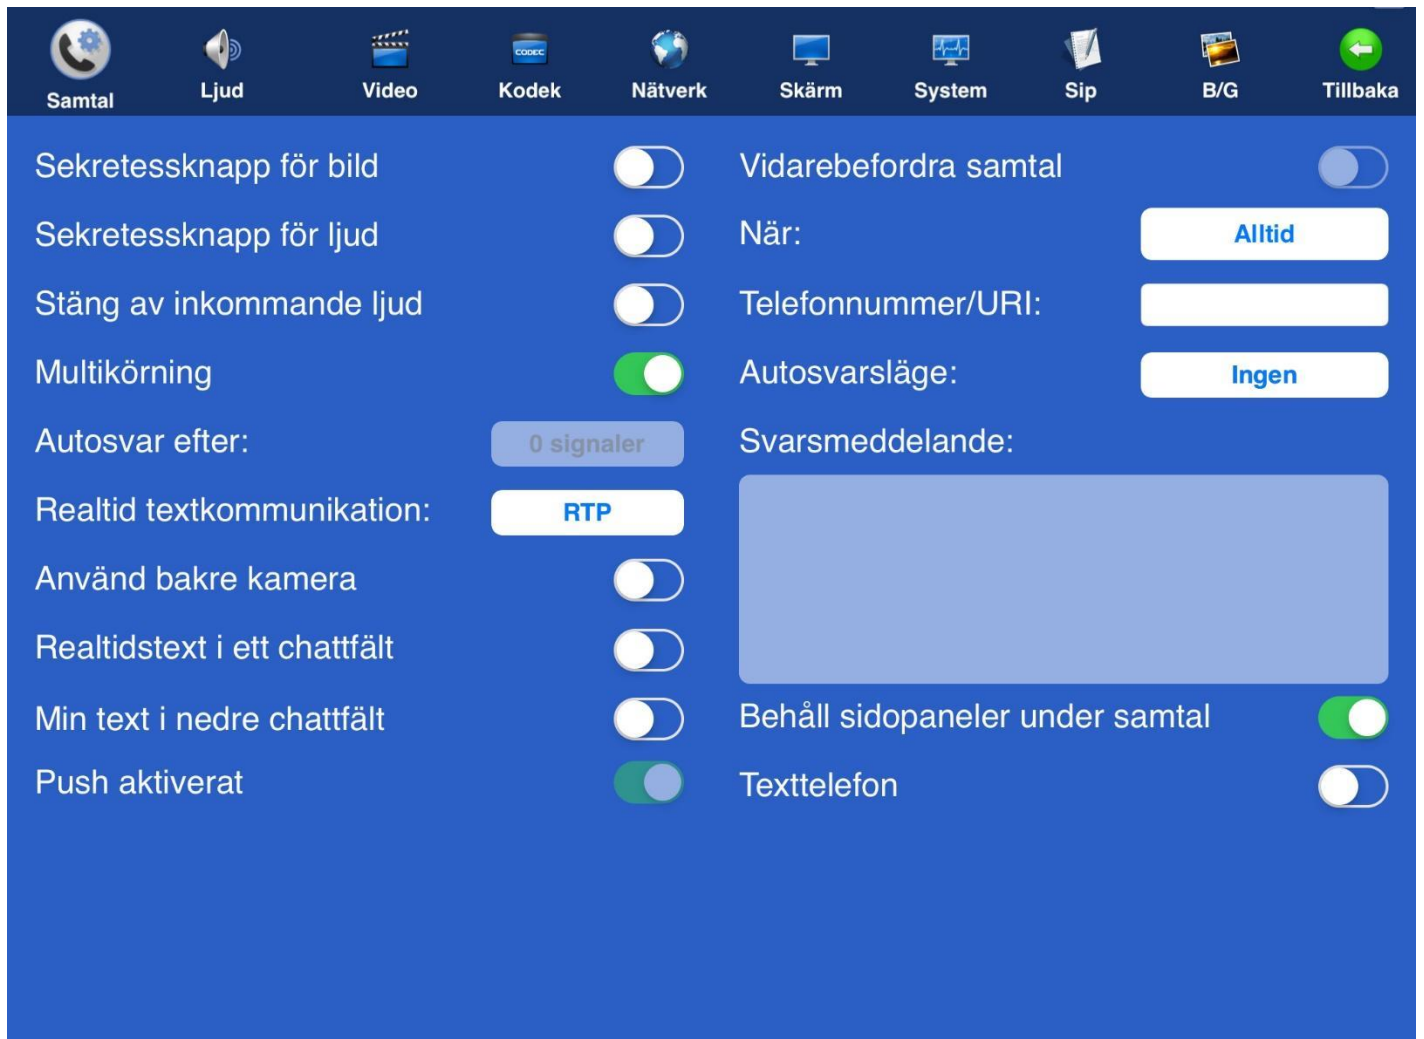 Samtal
Ljud
Video
CODEC
Kodek
Nätverk
Skärm
System
Sip
B/G
Tillbaka
Sekretessknapp för bild
Sekretessknapp för ljud
Stäng av inkommande ljud
Multikörning
Autosvar efter: 0 signaler
Realtid textkommunikation: RTP
Använd bakre kamera
Realtidstext i ett chattfält
Min text i nedre chattfält
Push aktiverat
Vidarebefordra samtal
När: Alltid
Telefonnummer/URI:
Autosvarsläge: Ingen
Svarsmeddelande:
Behåll sidopaneler under samtal
Texttelefon